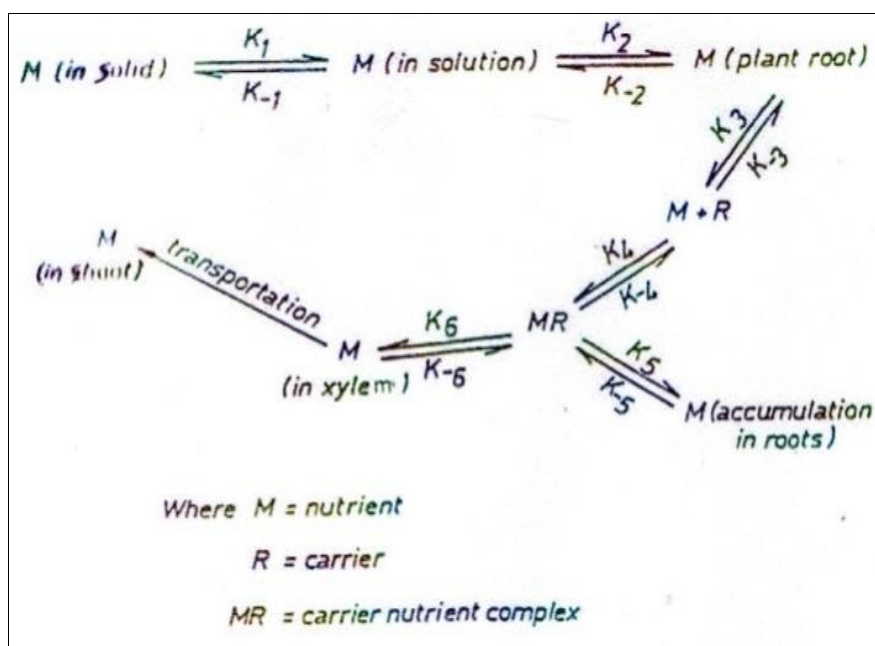 M (in solid) K1 K-1 M (in solution) K2 K-2 M (plant root)
K3
K-3
M + R
K4
K-4
M
(in shoot)
transportation
M
(in xylem)
K6
K-6
MR
K5
K-5
M (accumulation
in roots)
Where M = nutrient
R = carrier
MR = carrier nutrient complex